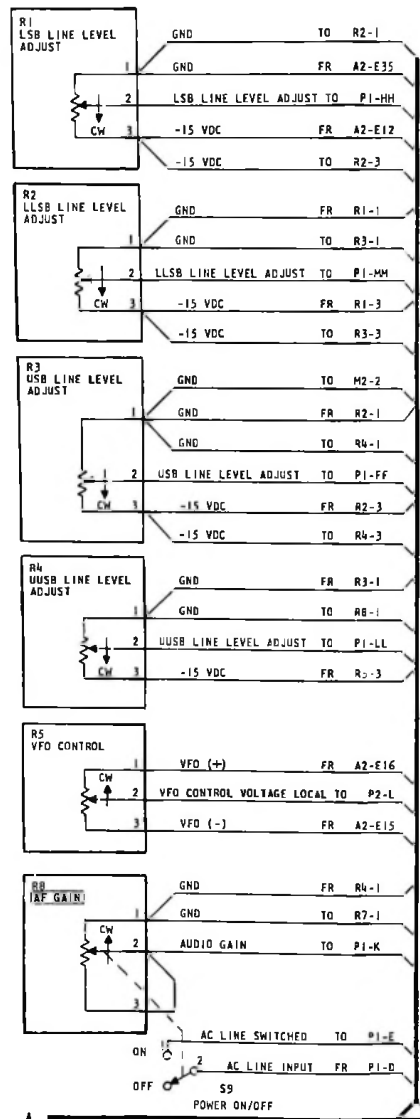 R1
LSB LINE LEVEL
ADJUST
GND TO R2-1
1 GND FR A2-E35
2 LSB LINE LEVEL ADJUST TO P1-HH
CW
3 -15 VDC FR A2-E12
-15 VDC TO R2-3
R2
LLSB LINE LEVEL
ADJUST
GND FR R1-1
1 GND TO R3-1
2 LLSB LINE LEVEL ADJUST TO P1-MM
CW
3 -15 VDC FR R1-3
-15 VDC TO R3-3
R3
USB LINE LEVEL
ADJUST
GND TO M2-2
1 GND FR R2-1
GND TO R4-1
2 USB LINE LEVEL ADJUST TO P1-FF
CW
3 -15 VDC FR R2-3
-15 VDC TO R4-3
R4
UUSB LINE LEVEL
ADJUST
GND FR R3-1
1 GND TO R8-1
2 UUSB LINE LEVEL ADJUST TO P1-LL
CW
3 -15 VDC FR
R5
VFO CONTROL
1 VFO (+) FR A2-E16
CW
2 VFO CONTROL VOLTAGE LOCAL TO P2-L
3 VFO (-) FR A2-E15
R8
AF GAIN
GND FR R4-1
1 GND TO R7-1
CW
2 AUDIO GAIN TO P1-K
3
AC LINE SWITCHED TO P1-E
ON
2 AC LINE INPUT FR P1-D
OFF S9
POWER ON/OFF
A